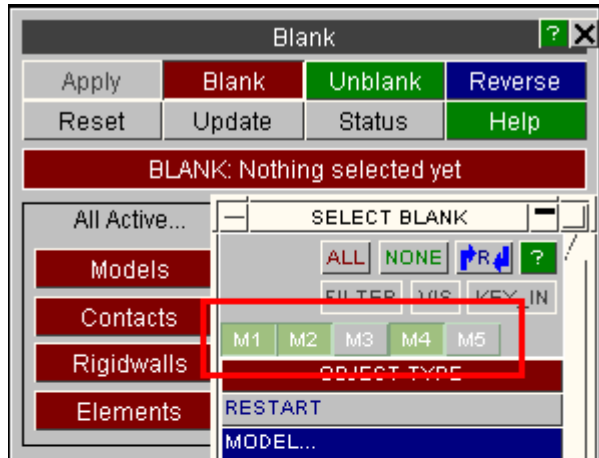 Blank ? X
Apply Blank Unblank Reverse
Reset Update Status Help
BLANK: Nothing selected yet
All Active...
Models
Contacts
Rigidwalls
Elements
SELECT BLANK
ALL NONE R ?
FILTER VIS KEY_IN
M1 M2 M3 M4 M5
OBJECT TYPE
RESTART
MODEL...